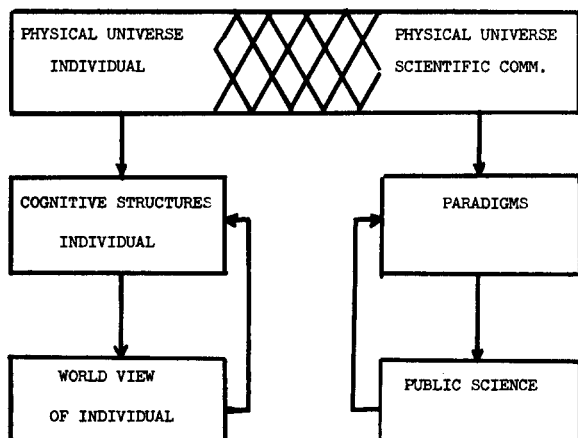 PHYSICAL UNIVERSE
INDIVIDUAL
PHYSICAL UNIVERSE
SCIENTIFIC COMM.
COGNITIVE STRUCTURES
INDIVIDUAL
PARADIGMS
WORLD VIEW
OF INDIVIDUAL
PUBLIC SCIENCE